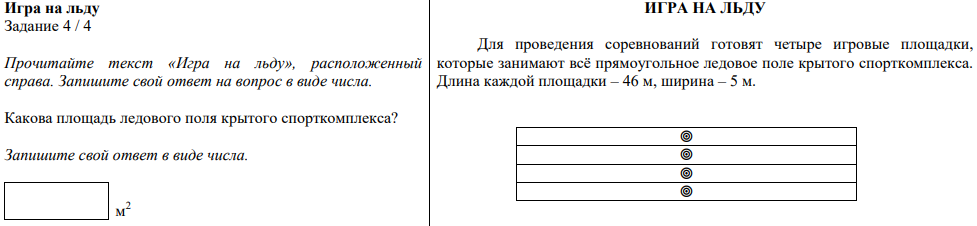 Игра на льду
Задание 4 / 4
Прочитайте текст «Игра на льду», расположенный
справа. Запишите свой ответ на вопрос в виде числа.
Какова площадь ледового поля крытого спорткомплекса?
Запишите свой ответ в виде числа.
м²
ИГРА НА ЛЬДУ
Для проведения соревнований готовят четыре игровые площадки,
которые занимают всё прямоугольное ледовое поле крытого спорткомплекса.
Длина каждой площадки – 46 м, ширина – 5 м.